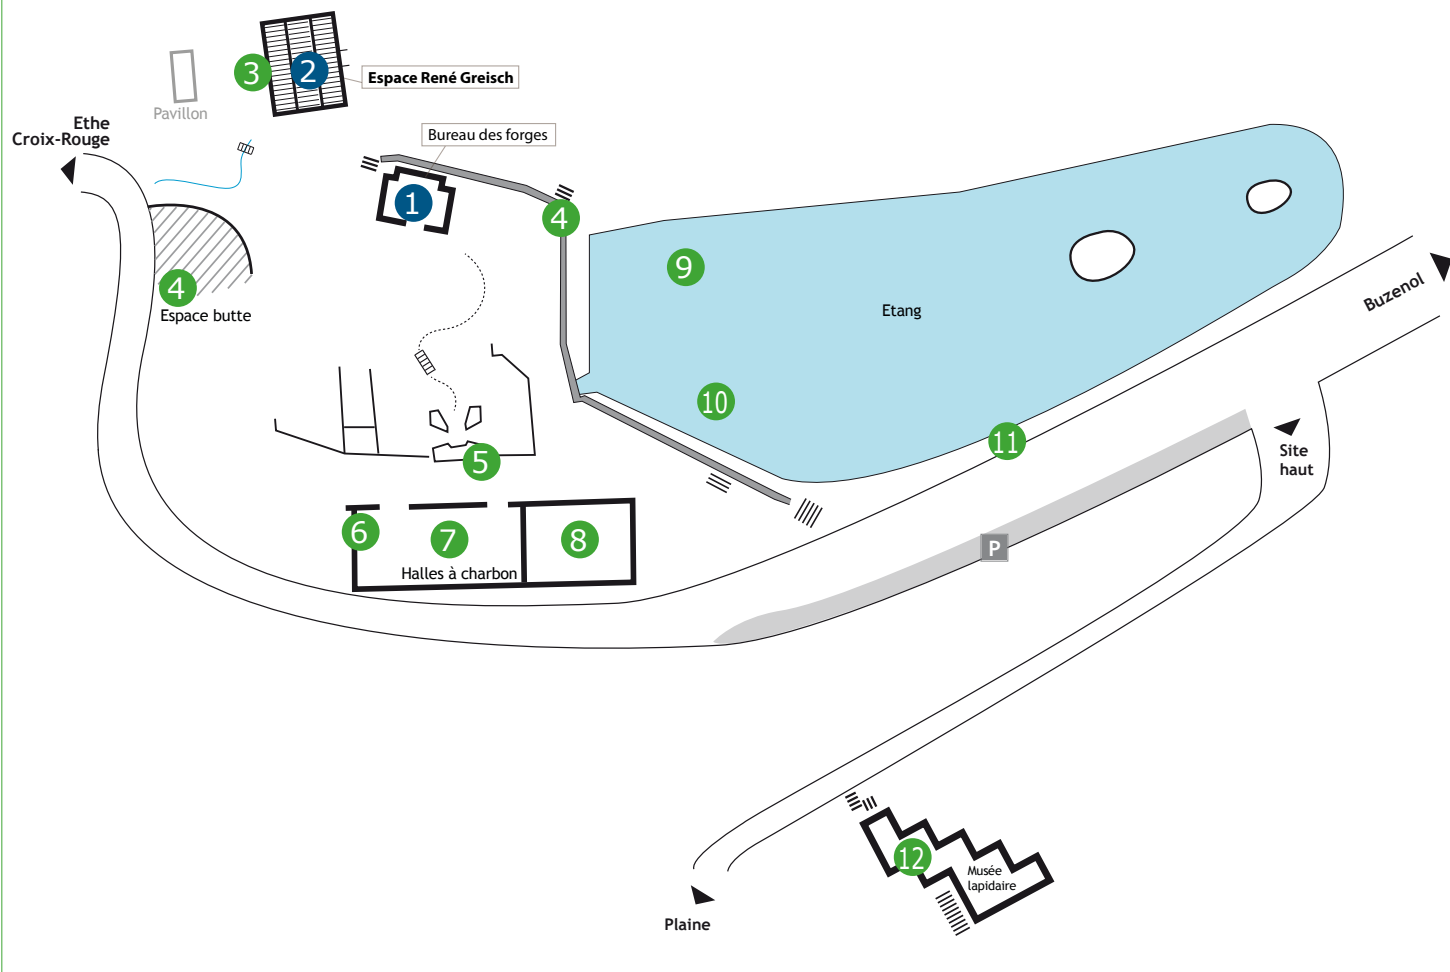 2
3
Espace René Greisch
Pavillon
Ethe
Croix-Rouge
Bureau des forges
1
4
9
Etang
Buzenol
4
Espace butte
10
11
Site
haut
5
6
7
8
Halles à charbon
P
12
Musée
lapidaire
Plaine